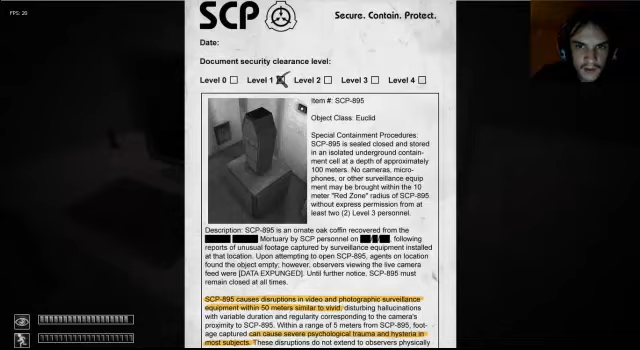 FPS: 20
SCP
Secure. Contain. Protect.
Date:
Document security clearance level:
Level 0 Level 1 Level 2 Level 3 Level 4
Item #: SCP-895
Object Class: Euclid
Special Containment Procedures:
SCP-895 is sealed closed and stored
in an isolated underground contain-
ment cell at a depth of approximately
100 meters. No cameras, micro-
phones, or other surveillance equip
ment may be brought within the 10
meter "Red Zone" radius of SCP-895
without express permission from at
least two (2) Level 3 personnel.
Description: SCP-895 is an ornate oak coffin recovered from the
Mortuary by SCP personnel on , following
reports of unusual footage captured by surveillance equipment installed
at that location. Upon attempting to open SCP-895, agents on location
found the object empty; however, observers viewing the live camera
feed were [DATA EXPUNGED]. Until further notice, SCP-895 must
remain closed at all times.
SCP-895 causes disruptions in video and photographic surveillance
equipment within 50 meters similar to vivid, disturbing hallucinations
with variable duration and regularity corresponding to the camera's
proximity to SCP-895. Within a range of 5 meters from SCP-895, foot-
age captured can cause severe psychological trauma and hysteria in
most subjects. These disruptions do not extend to observers physically